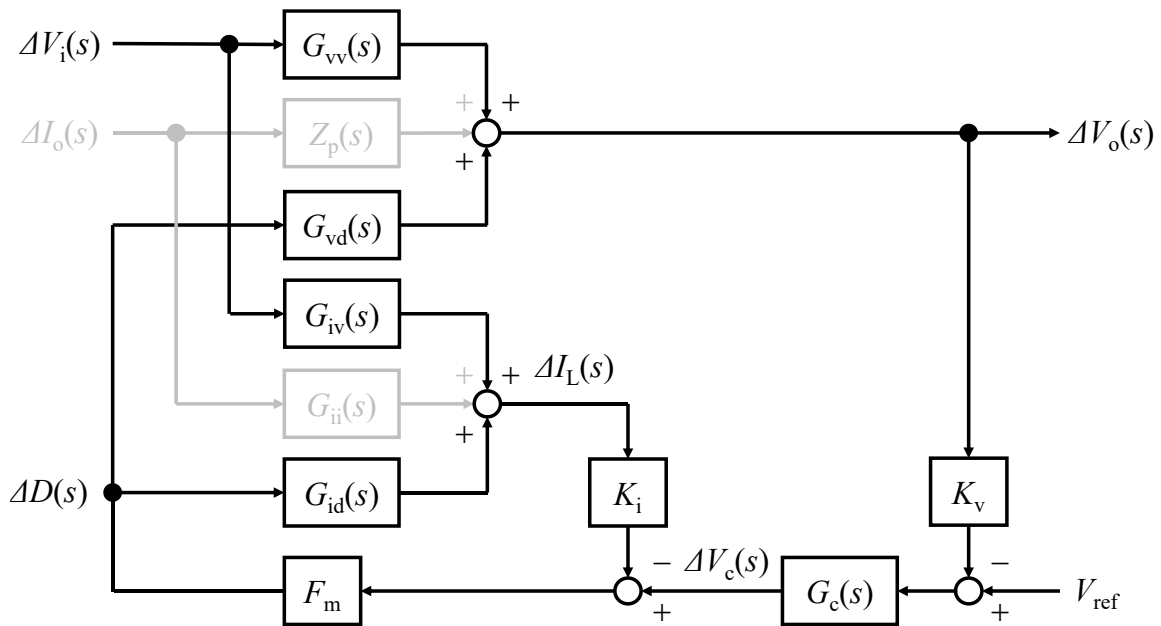 ΔVi(s)
Gvv(s)
+ +
ΔIo(s)
Zp(s)
ΔVo(s)
+
Gvd(s)
Giv(s)
+ + ΔIL(s)
Gii(s)
+
ΔD(s)
Gid(s)
Ki
Kv
− ΔVc(s)
−
Fm
Gc(s)
Vref
+
+